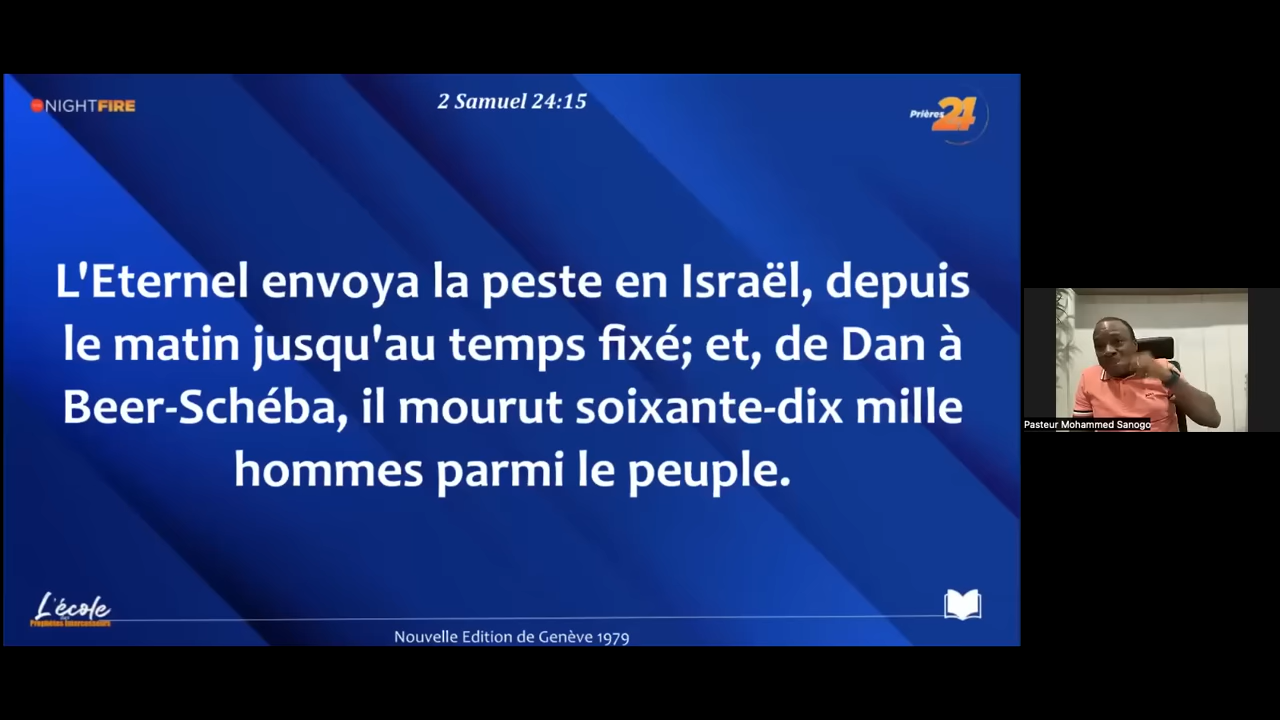 NIGHTFIRE
2 Samuel 24:15
Prières 24
L'Eternel envoya la peste en Israël, depuis
le matin jusqu'au temps fixé; et, de Dan à
Beer-Schéba, il mourut soixante-dix mille
hommes parmi le peuple.
Pasteur Mohammed Sanogo
L'école
Prophètes Intercesseurs
Nouvelle Edition de Genève 1979